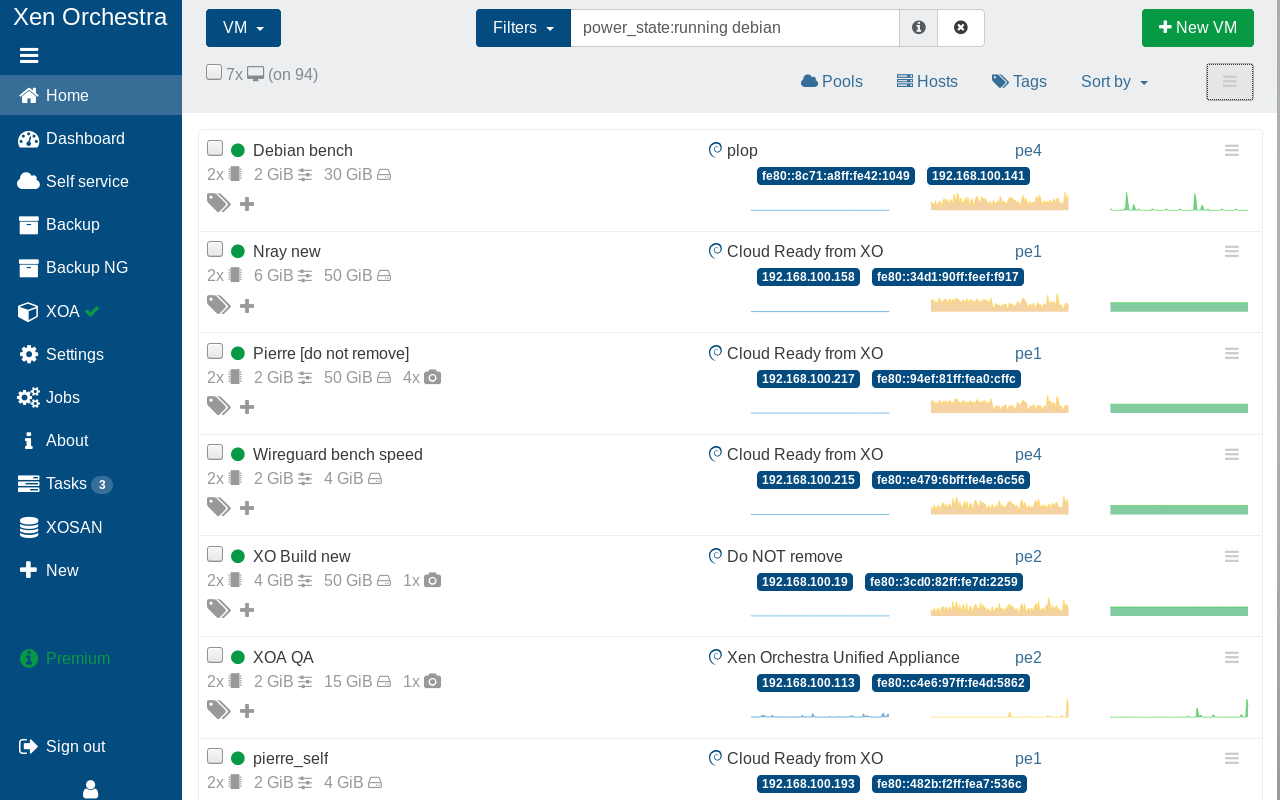 Xen Orchestra
Home
Dashboard
Self service
Backup
Backup NG
XOA
Settings
Jobs
About
Tasks 3
XOSAN
New
Premium
Sign out
VM
Filters power_state:running debian
New VM
7x (on 94)
Pools Hosts Tags Sort by
Debian bench plop pe4
2x 2 GiB 30 GiB fe80::8c71:a8ff:fe42:1049 192.168.100.141
Nray new Cloud Ready from XO pe1
2x 6 GiB 50 GiB 192.168.100.158 fe80::34d1:90ff:feef:f917
Pierre [do not remove] Cloud Ready from XO pe1
2x 2 GiB 50 GiB 4x 192.168.100.217 fe80::94ef:81ff:fea0:cffc
Wireguard bench speed Cloud Ready from XO pe4
2x 2 GiB 4 GiB 192.168.100.215 fe80::e479:6bff:fe4e:6c56
XO Build new Do NOT remove pe2
2x 4 GiB 50 GiB 1x 192.168.100.19 fe80::3cd0:82ff:fe7d:2259
XOA QA Xen Orchestra Unified Appliance pe2
2x 2 GiB 15 GiB 1x 192.168.100.113 fe80::c4e6:97ff:fe4d:5862
pierre_self Cloud Ready from XO pe1
2x 2 GiB 4 GiB 192.168.100.193 fe80::482b:f2ff:fea7:536c